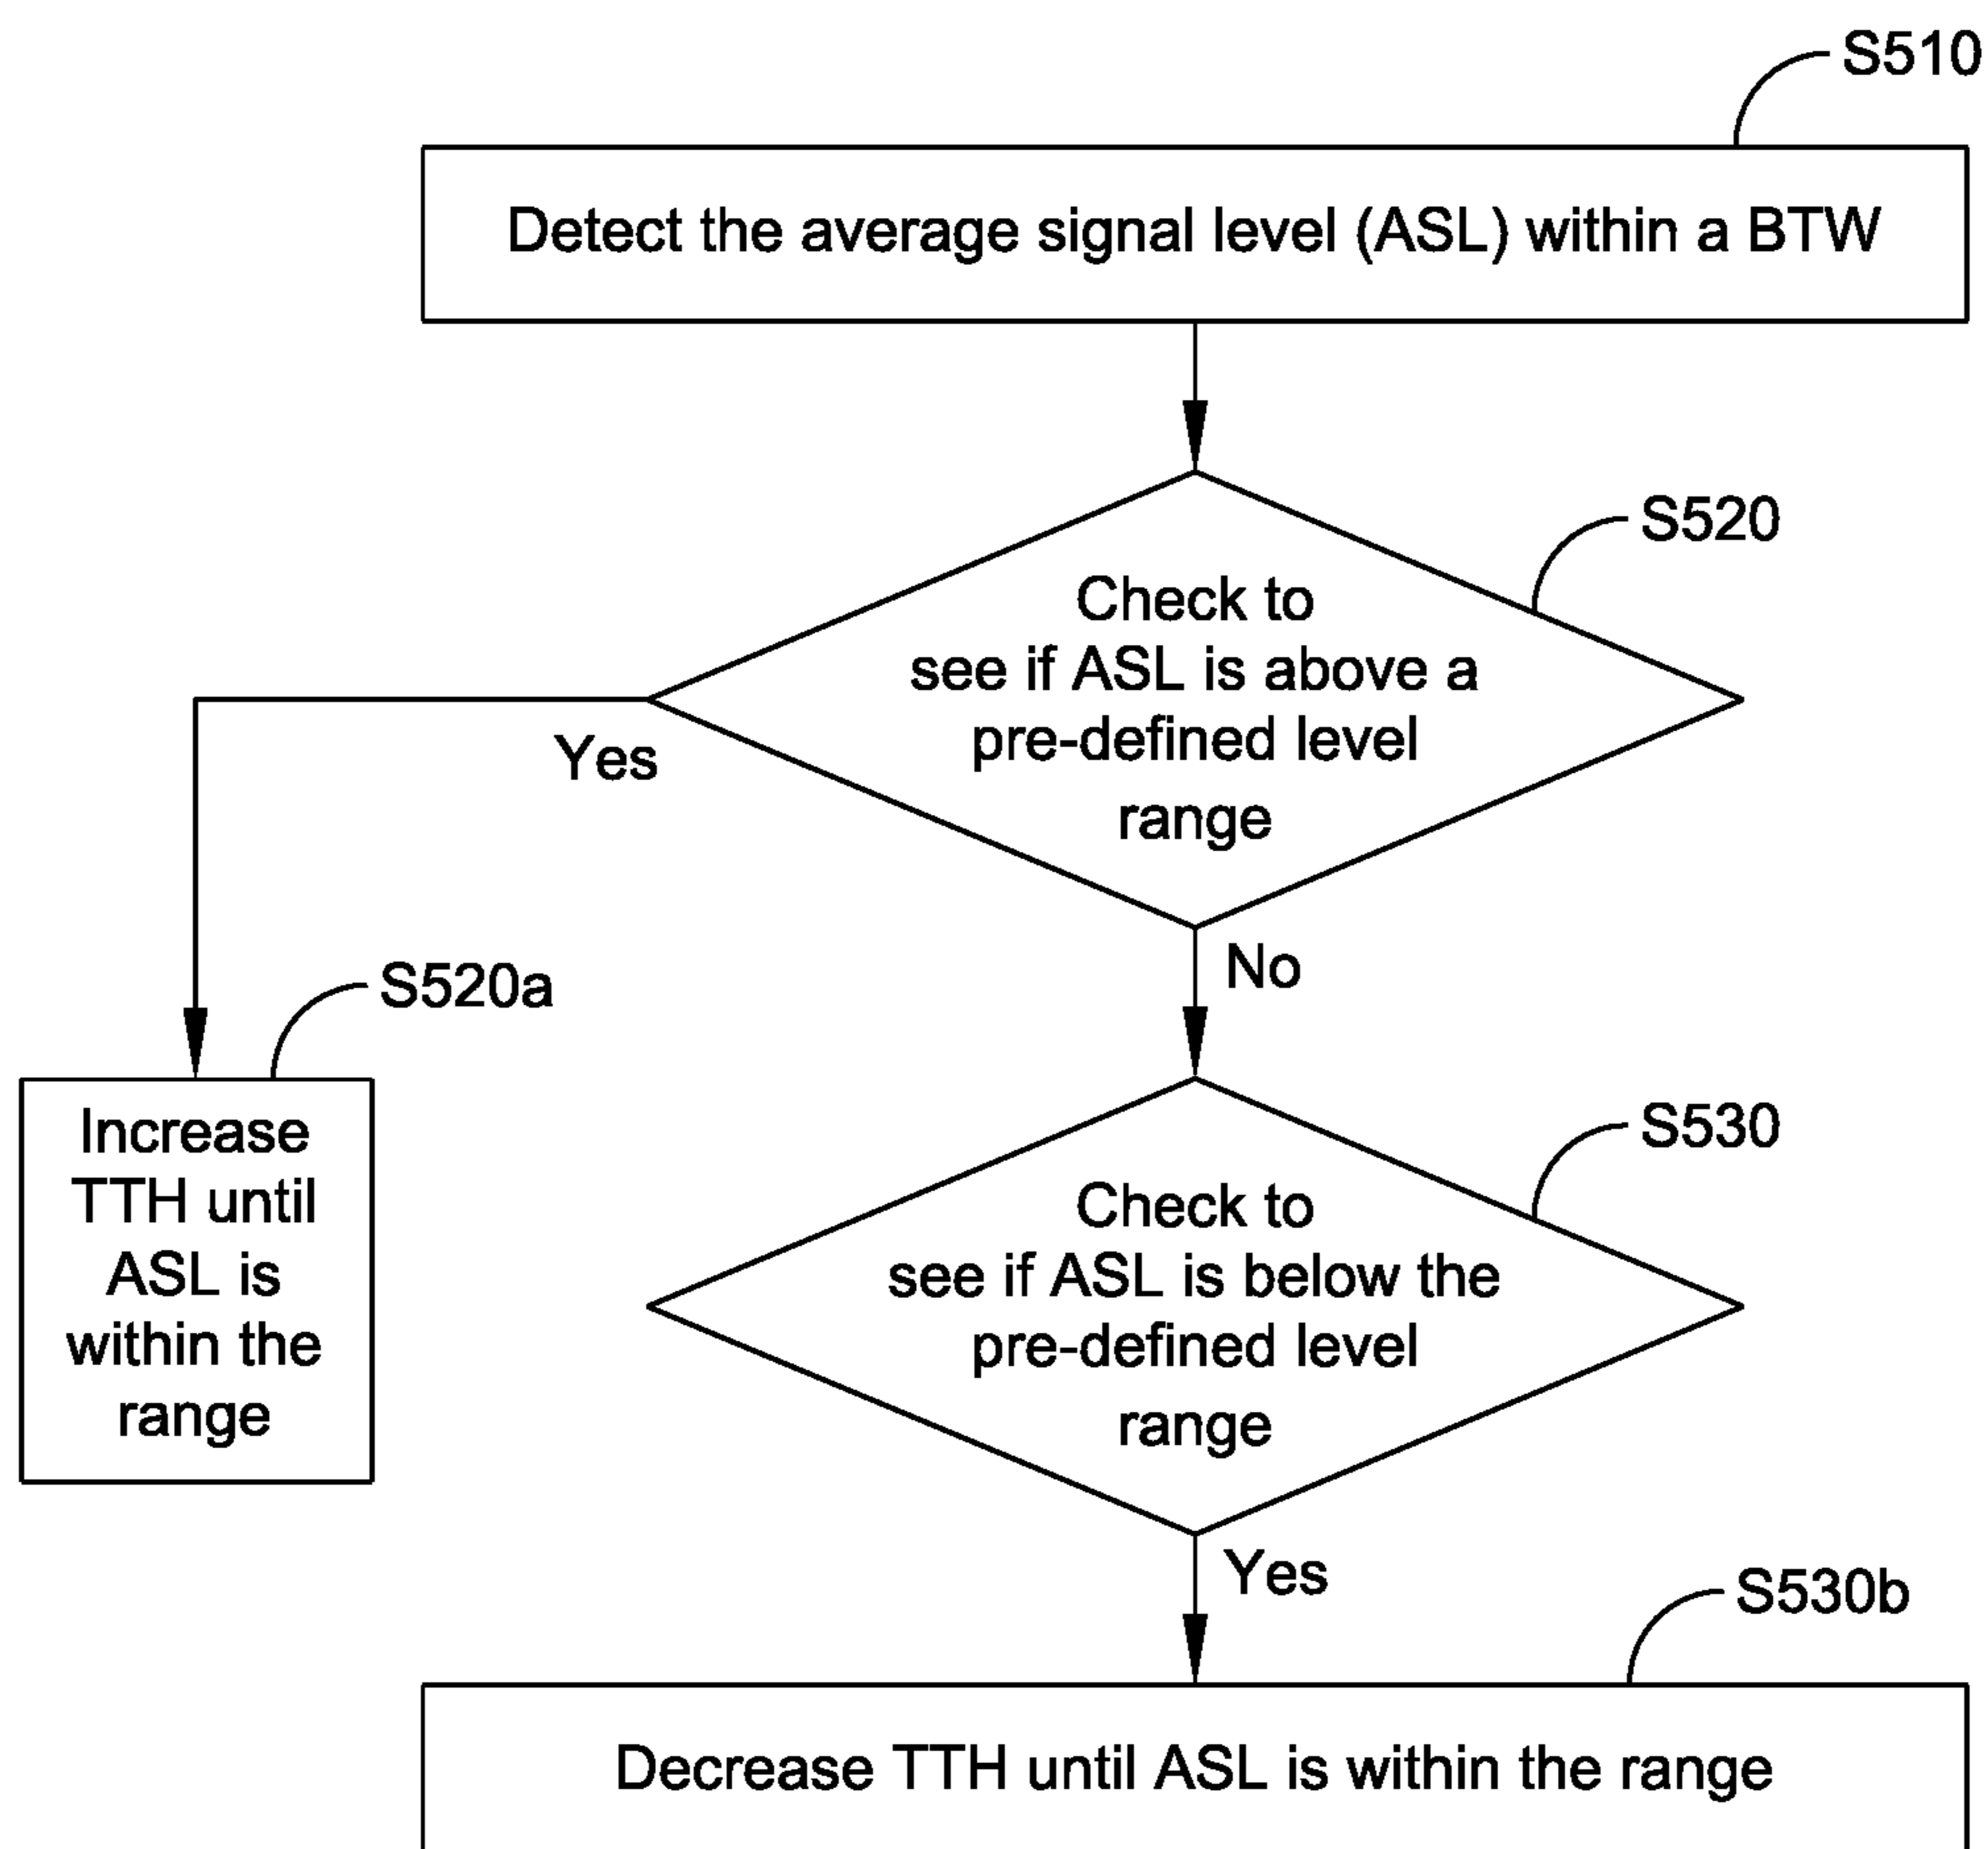 S510
Detect the average signal level (ASL) within a BTW
S520
Check to
see if ASL is above a
pre-defined level
range
Yes
No
S520a
Increase
TTH until
ASL is
within the
range
S530
Check to
see if ASL is below the
pre-defined level
range
Yes
S530b
Decrease TTH until ASL is within the range